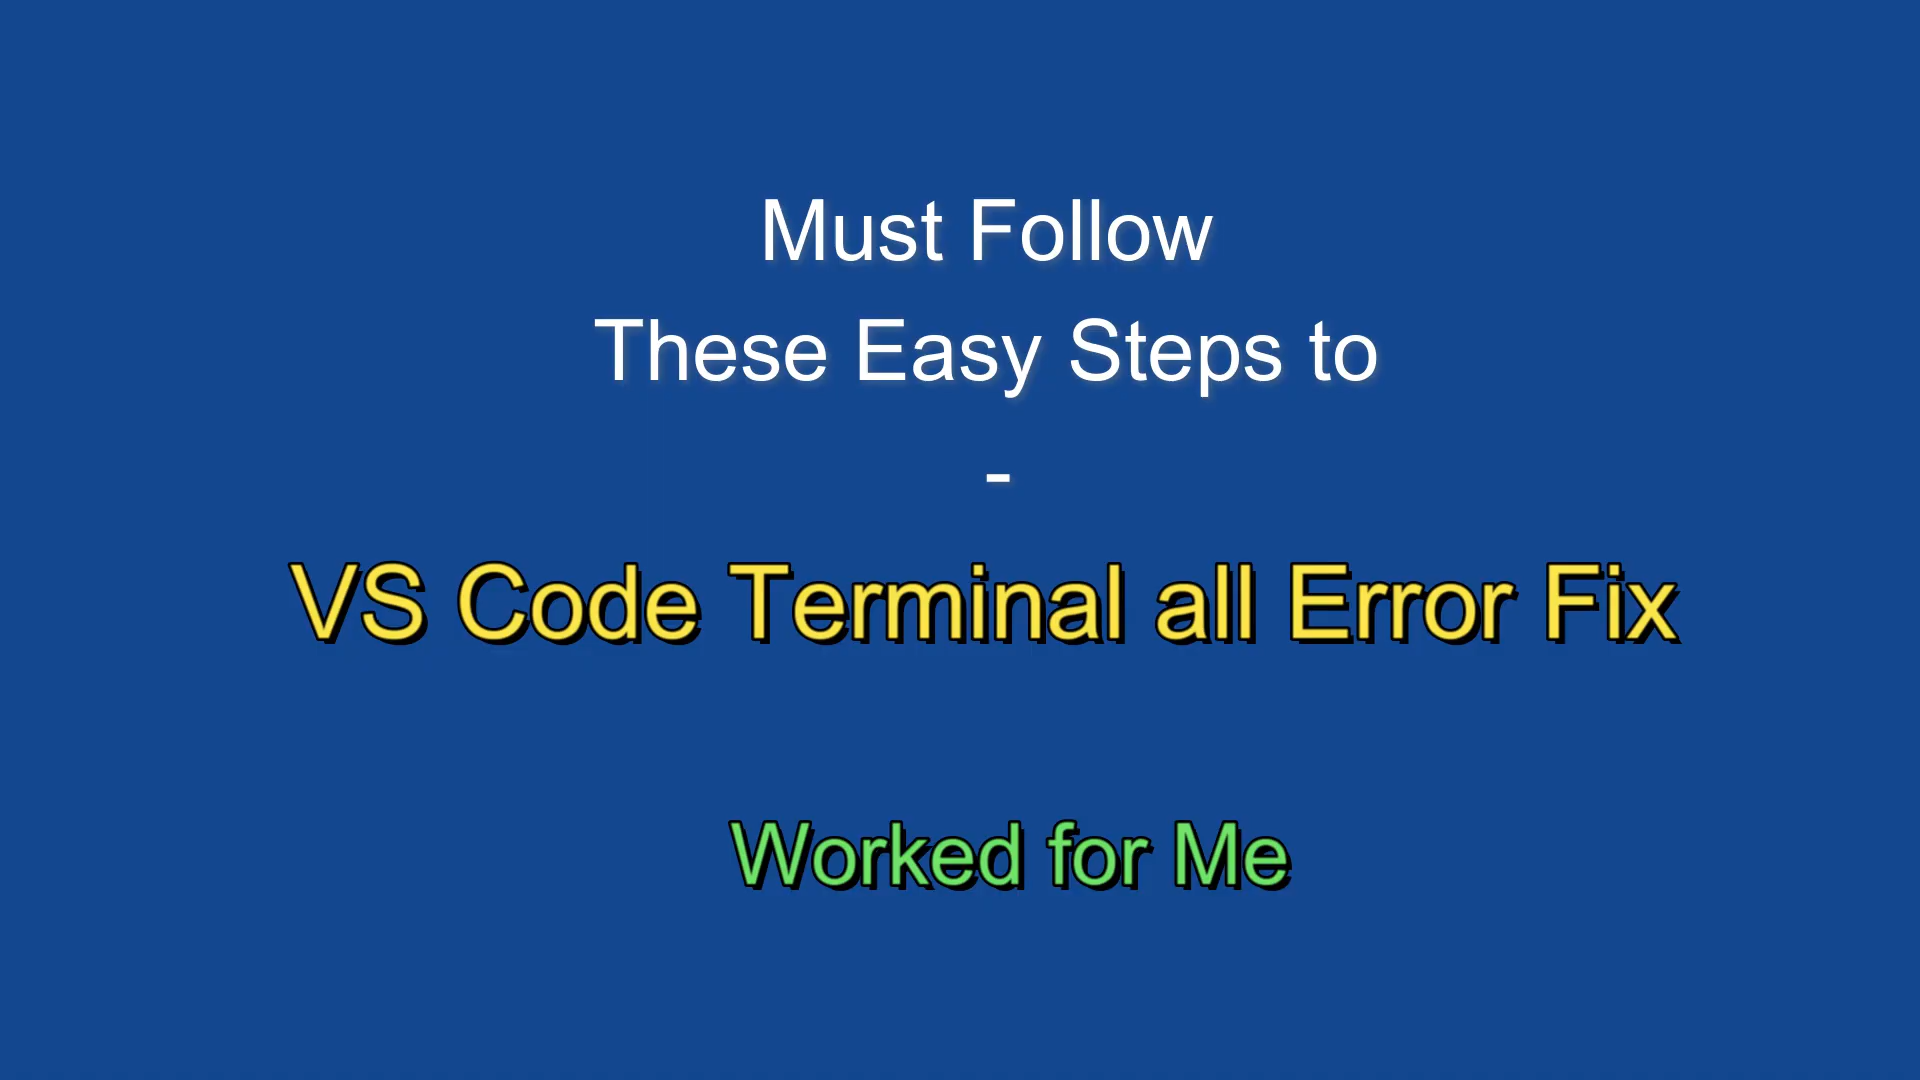 Must Follow
These Easy Steps to
-
VS Code Terminal all Error Fix
Worked for Me